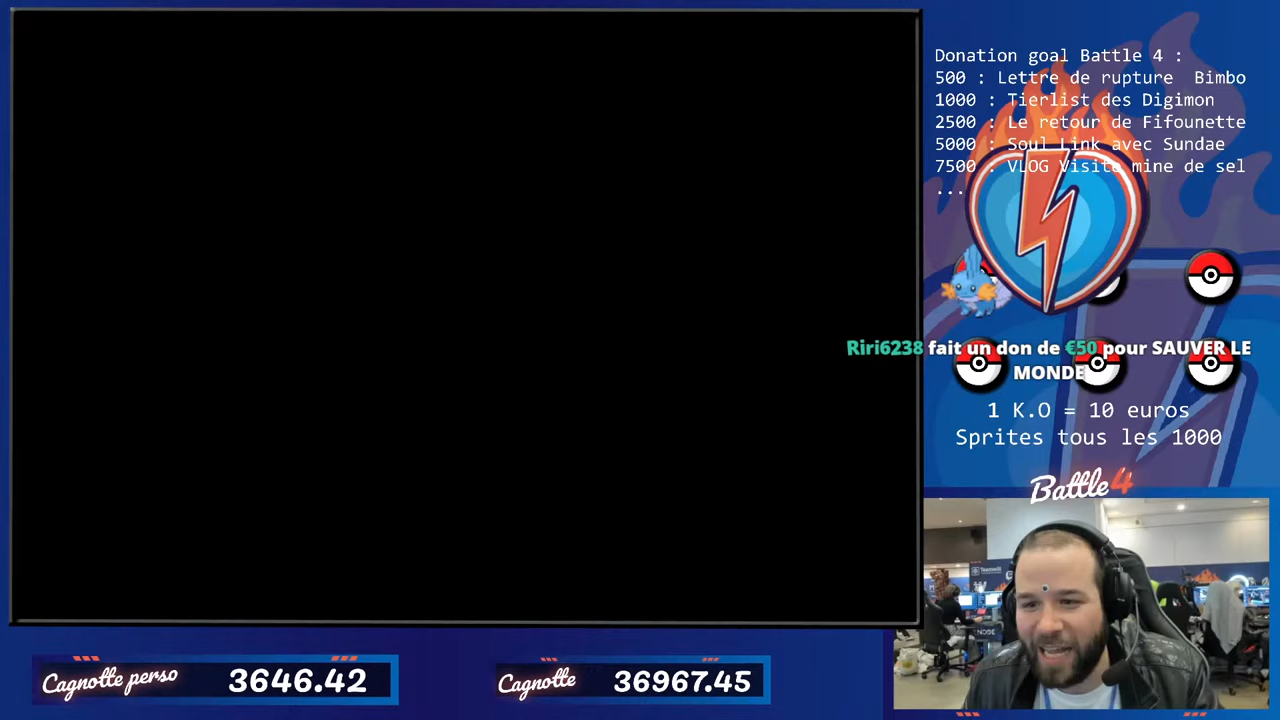 Donation goal Battle 4 :
500 : Lettre de rupture Bimbo
1000 : Tierlist des Digimon
2500 : Le retour de Fifounette
5000 : Soul Link avec Sundae
7500 : VLOG Visite mine de sel
...
Riri6238 fait un don de €50 pour SAUVER LE
MONDE
1 K.O = 10 euros
Sprites tous les 1000
Battle4
Cagnotte perso 3646.42
Cagnotte 36967.45